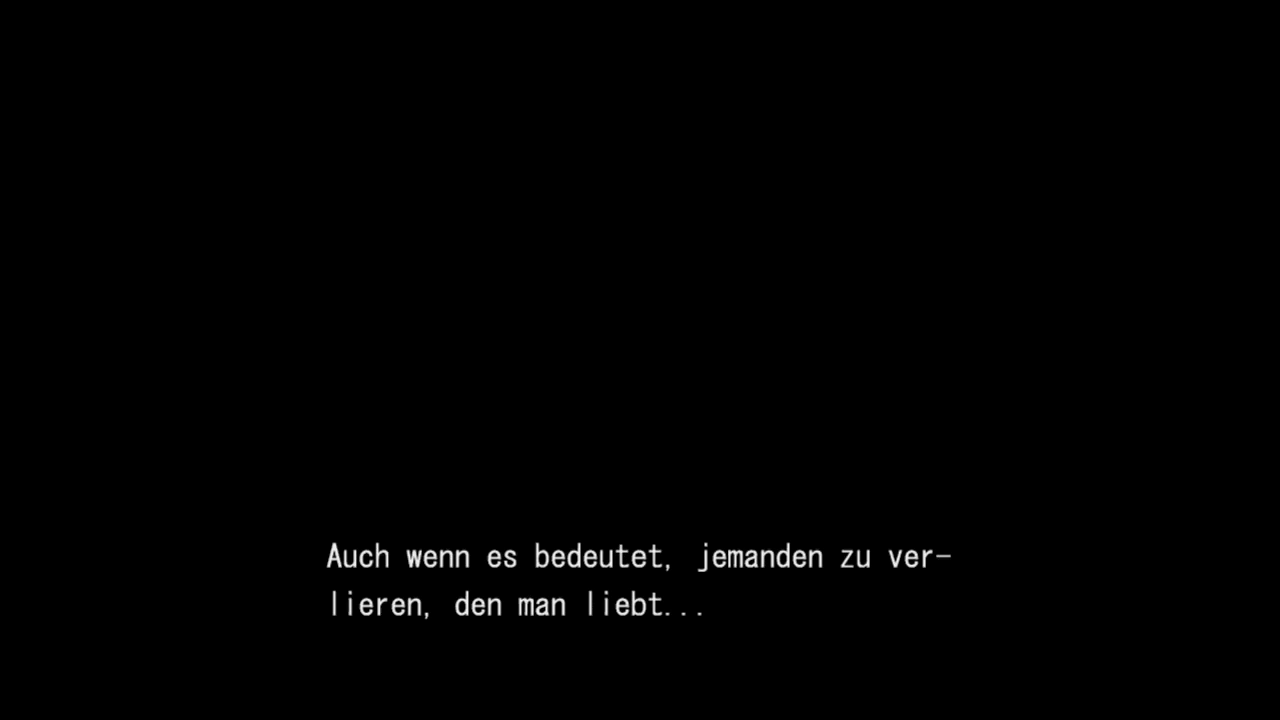 Auch wenn es bedeutet, jemanden zu ver-
lieren, den man liebt...